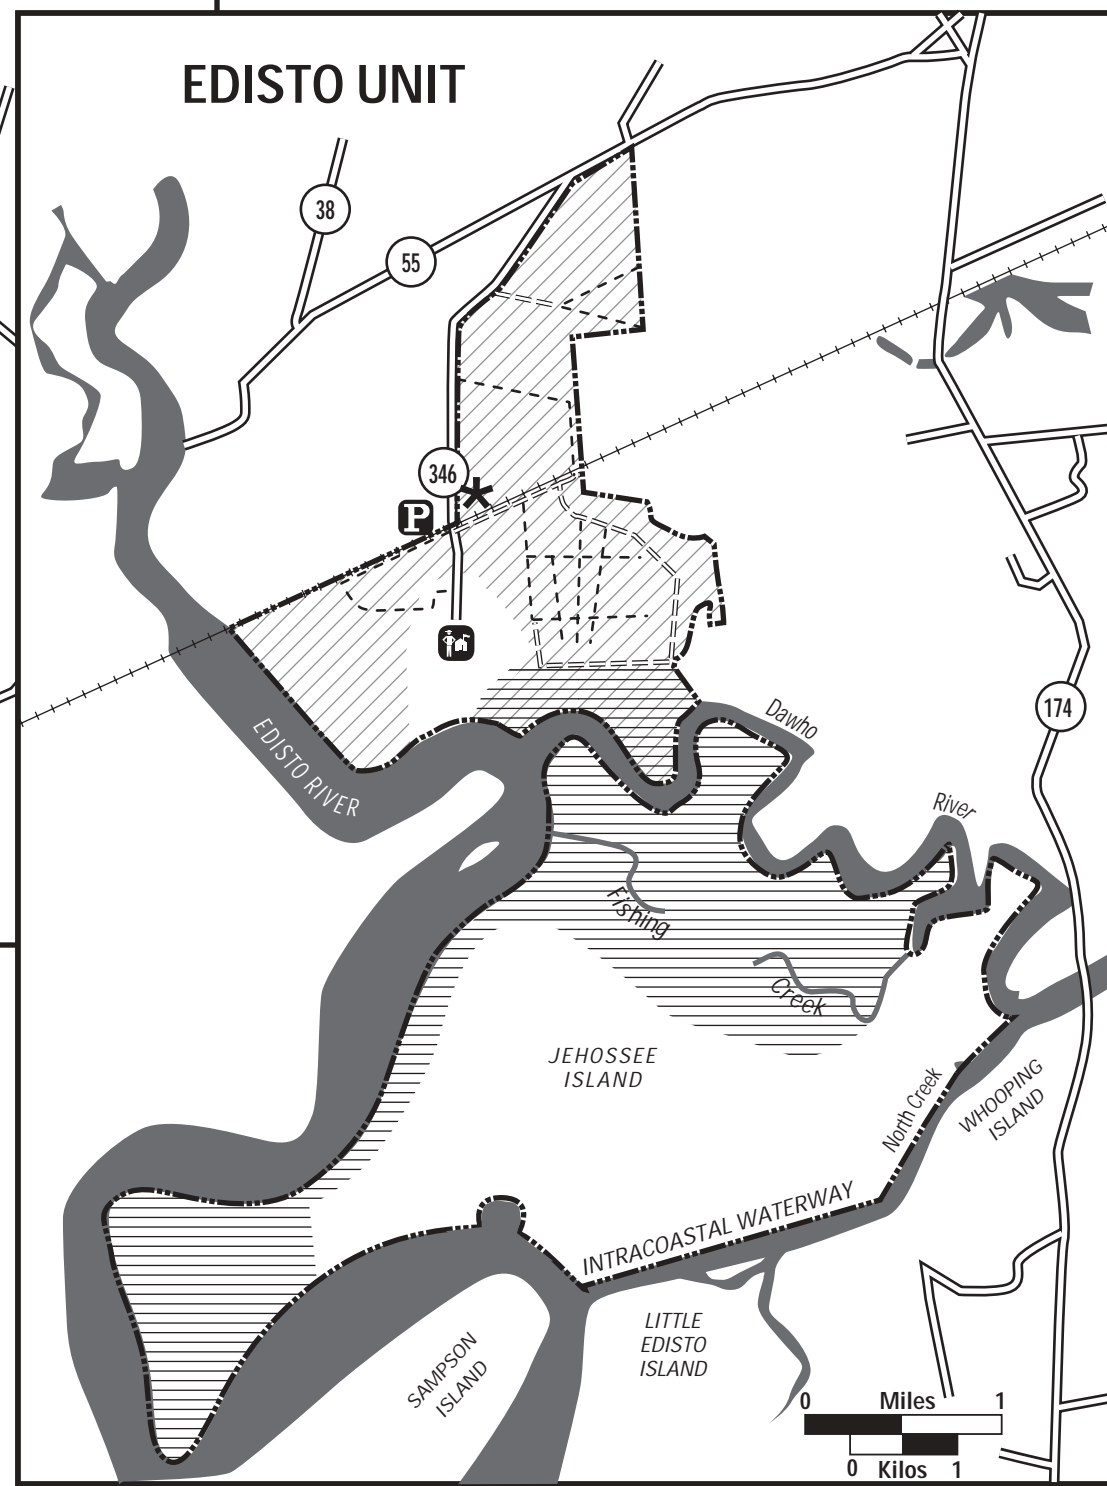 EDISTO UNIT
38
55
346
P
EDISTO RIVER
Dawho
River
174
Fishing
Creek
JEHOSSEE
ISLAND
North Creek
WHOOPING
ISLAND
INTRACOASTAL WATERWAY
LITTLE
EDISTO
ISLAND
SAMPSON
ISLAND
0 Miles 1
0 Kilos 1